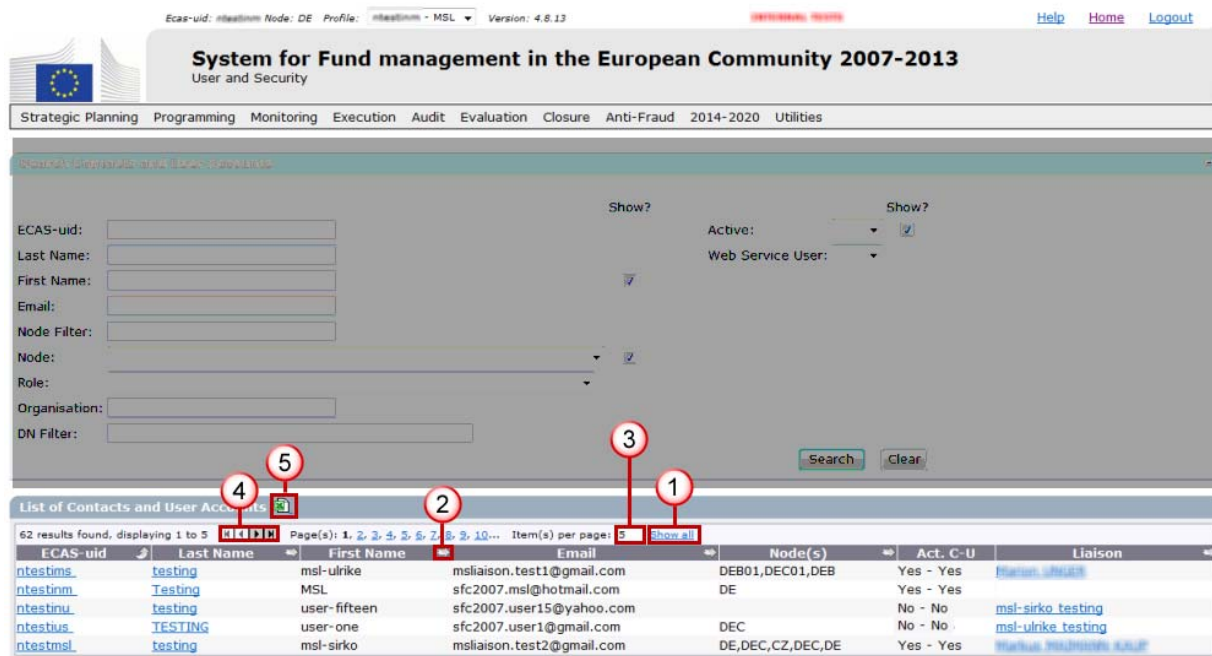 Ecas-uid: Node: DE Profile: - MSL Version: 4.8.13
Help Home Logout
System for Fund management in the European Community 2007-2013
User and Security
Strategic Planning Programming Monitoring Execution Audit Evaluation Closure Anti-Fraud 2014-2020 Utilities
Show? Show?
ECAS-uid: Active:
Last Name: Web Service User:
First Name:
Email:
Node Filter:
Node:
Role:
Organisation:
DN Filter:
Search Clear
3
5
1
4
2
List of Contacts and User Accounts
62 results found, displaying 1 to 5 Page(s): 1, 2, 3, 4, 5, 6, 7, 8, 9, 10... Item(s) per page: 5 Show all
ECAS-uid Last Name First Name Email Node(s) Act. C-U Liaison
ntestims testing msl-ulrike msliaison.test1@gmail.com DEB01,DEC01,DEB Yes - Yes
ntestinm Testing MSL sfc2007.msl@hotmail.com DE Yes - Yes
ntestinu testing user-fifteen sfc2007.user15@yahoo.com No - No msl-sirko testing
ntestius TESTING user-one sfc2007.user1@gmail.com DEC No - No msl-ulrike testing
ntestmsl testing msl-sirko msliaison.test2@gmail.com DE,DEC,CZ,DEC,DE Yes - Yes